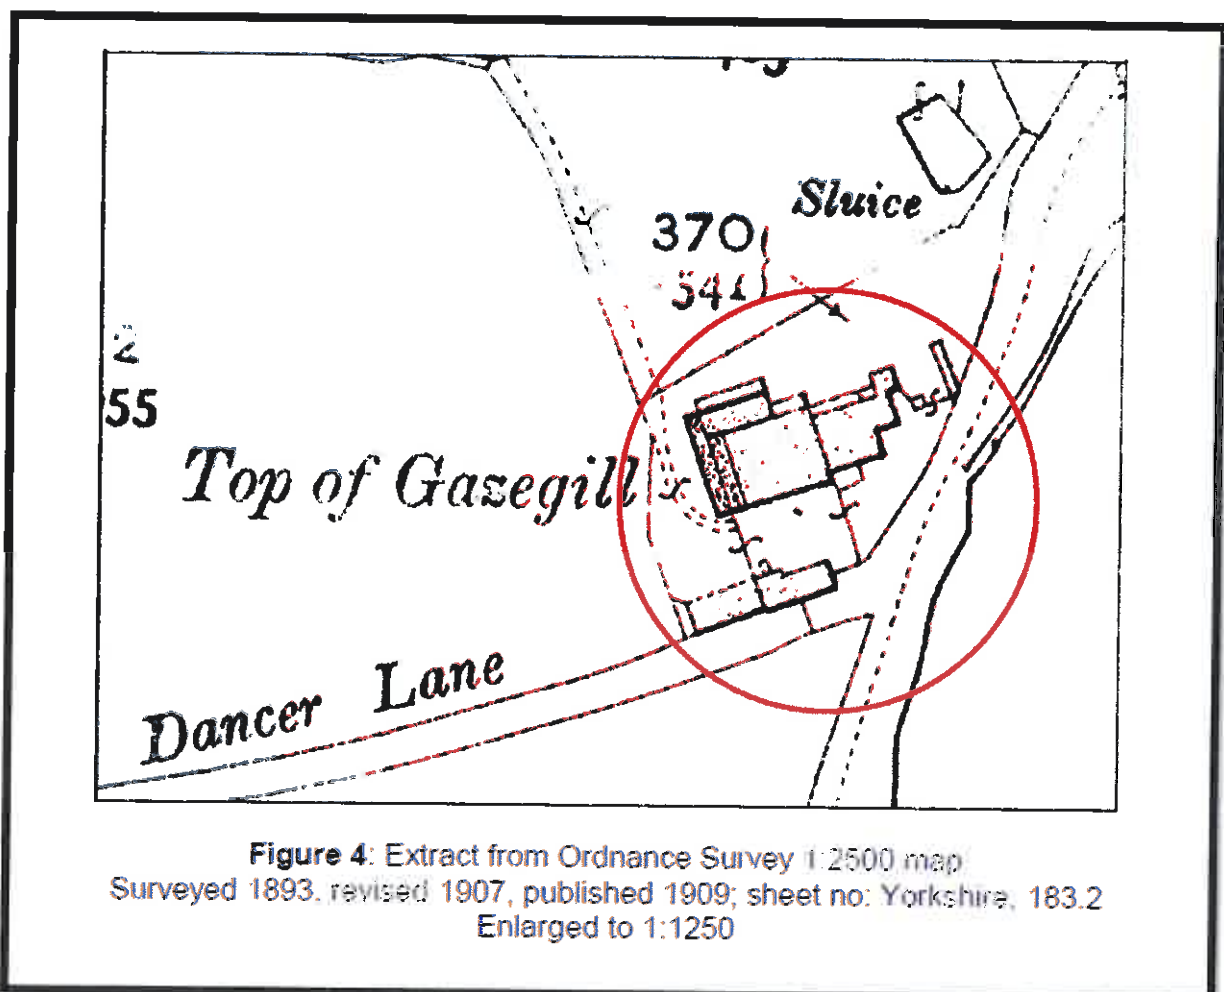 Sluice
370
2
55
Top of Gazegill
Dancer Lane
Figure 4: Extract from Ordnance Survey 1:2500 map
Surveyed 1893, revised 1907, published 1909; sheet no: Yorkshire, 183.2
Enlarged to 1:1250